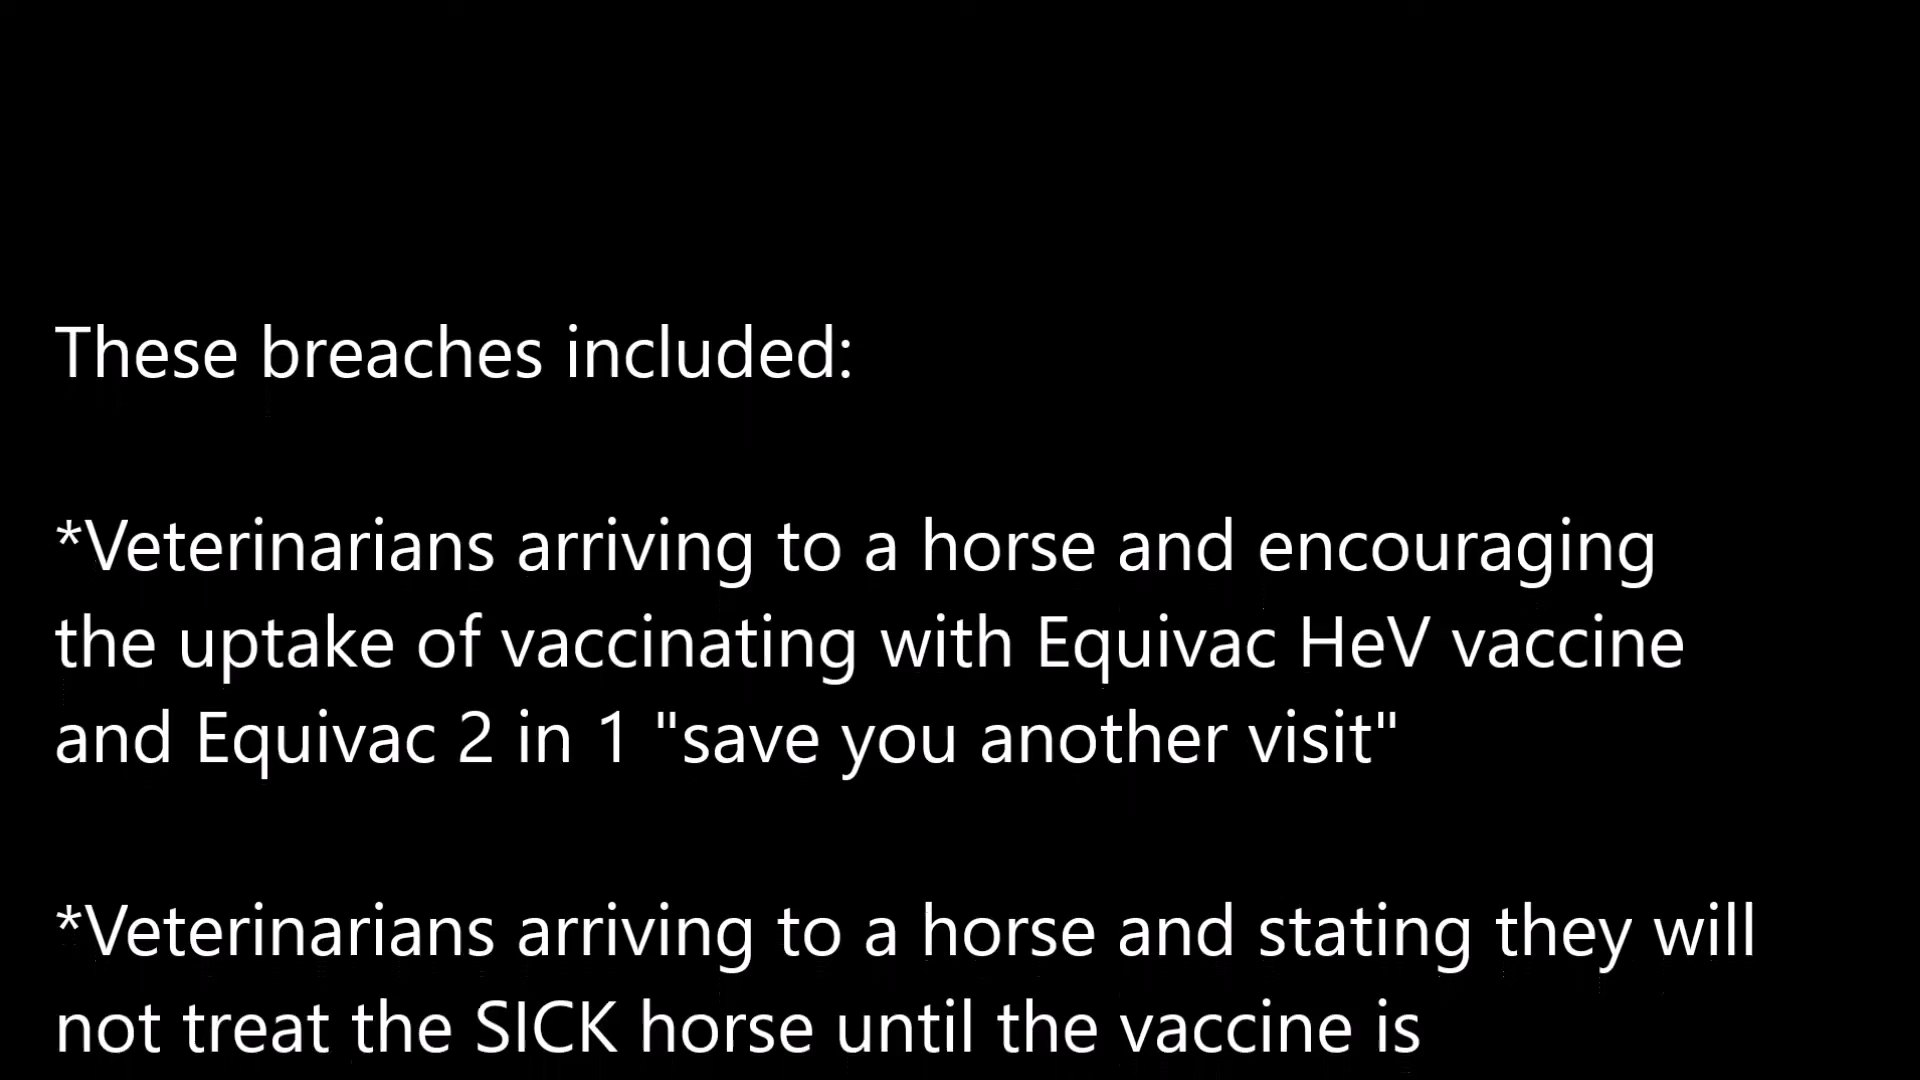 These breaches included:
*Veterinarians arriving to a horse and encouraging
the uptake of vaccinating with Equivac HeV vaccine
and Equivac 2 in 1 "save you another visit"
*Veterinarians arriving to a horse and stating they will
not treat the SICK horse until the vaccine is